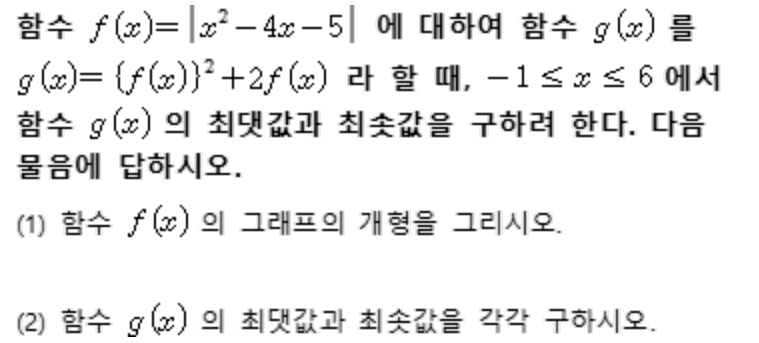 함수 f(x)=|x²-4x-5| 에 대하여 함수 g(x) 를
g(x)={f(x)}²+2f(x) 라 할 때, -1≤x≤6 에서
함수 g(x) 의 최댓값과 최솟값을 구하려 한다. 다음
물음에 답하시오.
(1) 함수 f(x) 의 그래프의 개형을 그리시오.
(2) 함수 g(x) 의 최댓값과 최솟값을 각각 구하시오.